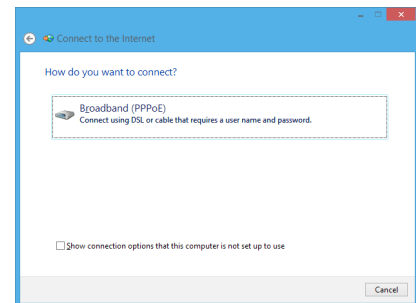 Connect to the Internet
How do you want to connect?
Broadband (PPPoE)
Connect using DSL or cable that requires a user name and password.
Show connection options that this computer is not set up to use
Cancel